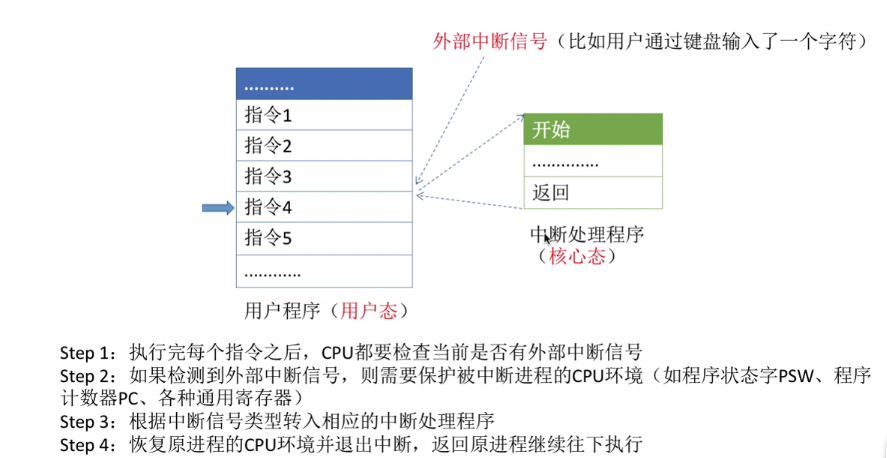 外部中断信号（比如用户通过键盘输入了一个字符）
..........
指令1
指令2
指令3
指令4
指令5
............
用户程序（用户态）
开始
..............
返回
中断处理程序
（核心态）
Step 1：执行完每个指令之后，CPU都要检查当前是否有外部中断信号
Step 2：如果检测到外部中断信号，则需要保护被中断进程的CPU环境（如程序状态字PSW、程序
计数器PC、各种通用寄存器）
Step 3：根据中断信号类型转入相应的中断处理程序
Step 4：恢复原进程的CPU环境并退出中断，返回原进程继续往下执行